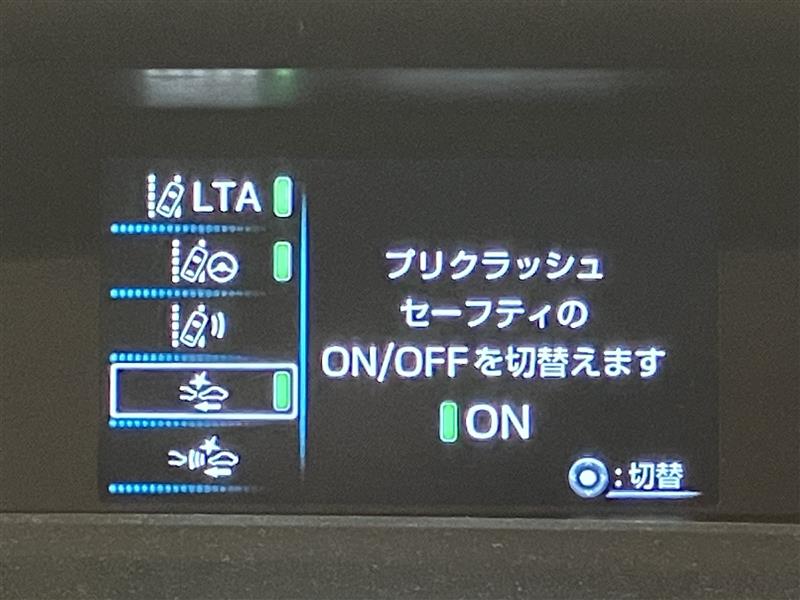 LTA
プリクラッシュ
セーフティの
ON/OFFを切替えます
ON
:切替